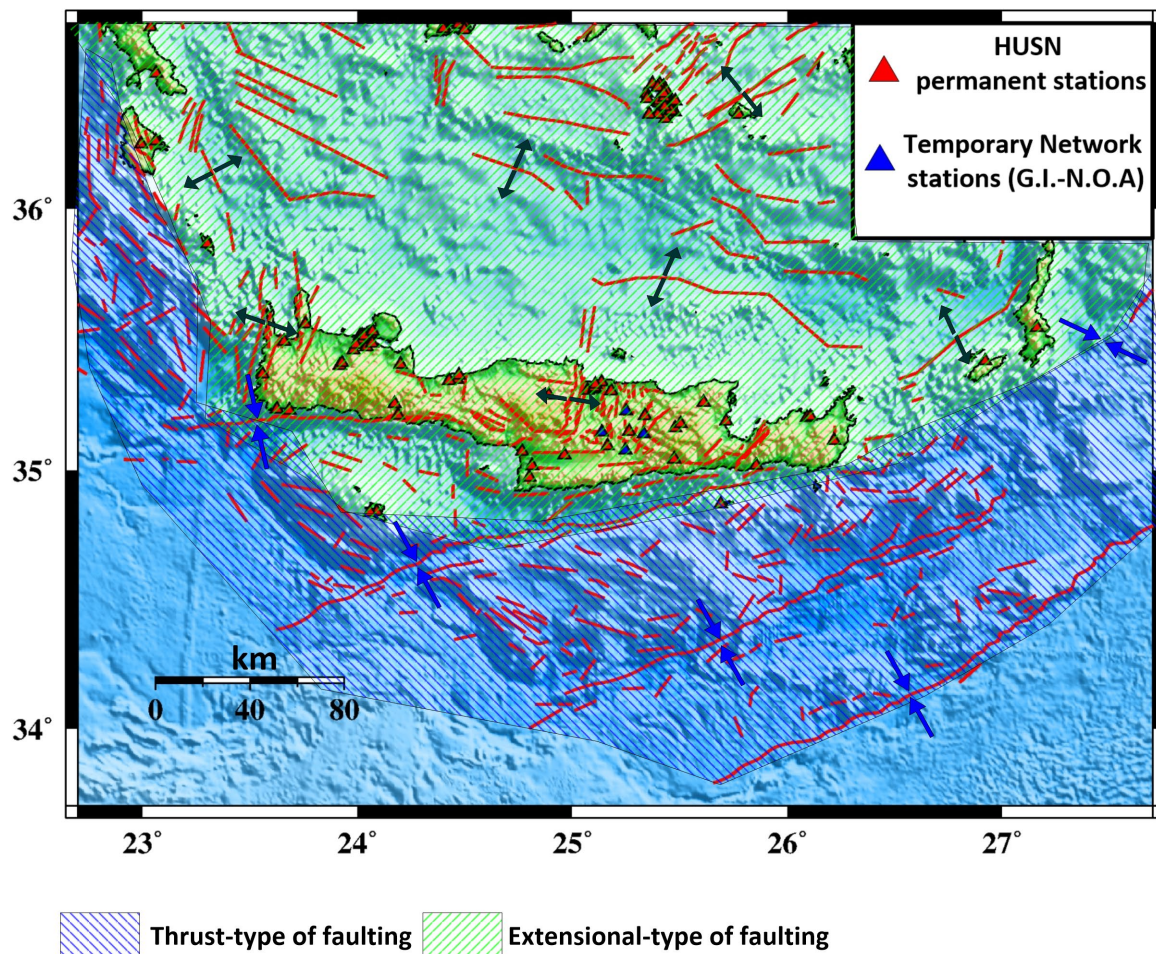 HUSN
permanent stations
Temporary Network
stations (G.I.-N.O.A)
36°
35°
34°
km
0 40 80
23° 24° 25° 26° 27°
Thrust-type of faulting Extensional-type of faulting